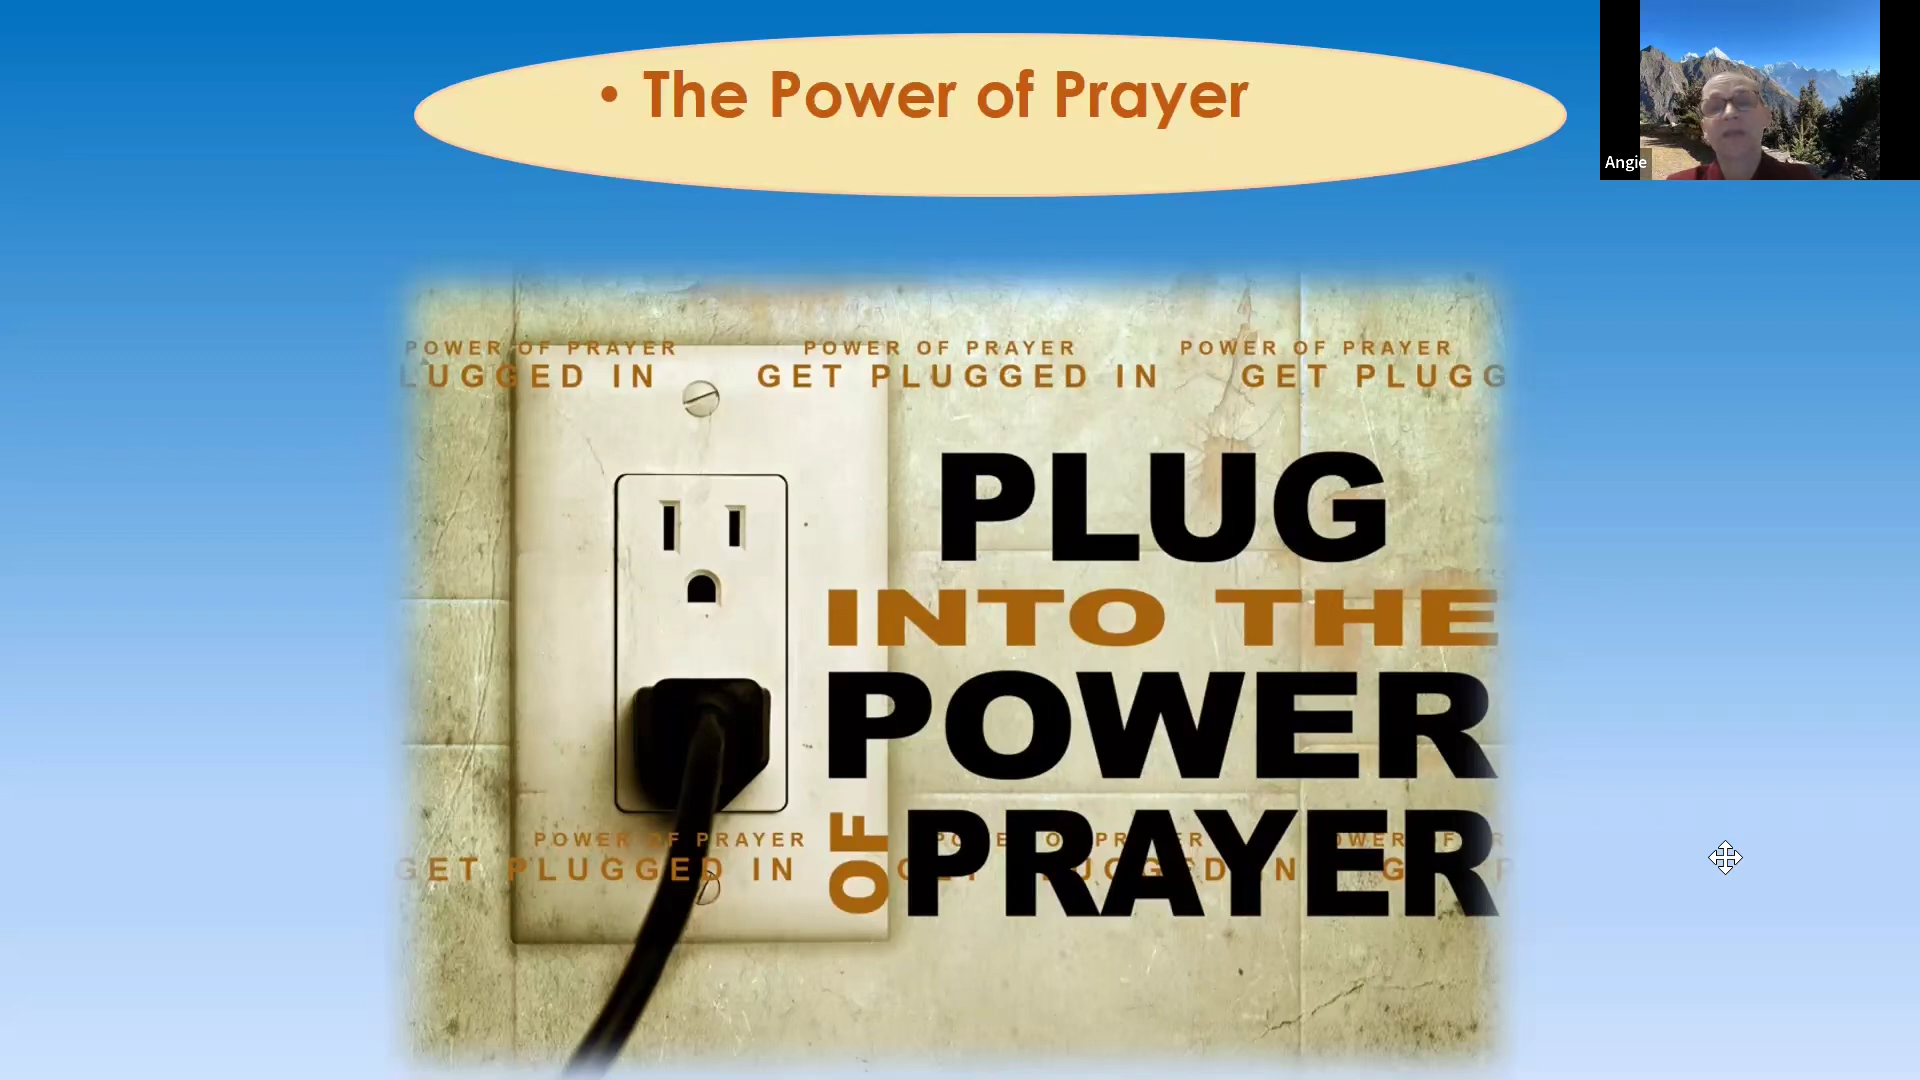 • The Power of Prayer
Angie
POWER OF PRAYER POWER OF PRAYER POWER OF PRAYER
LUGGED IN GET PLUGGED IN GET PLUGG
PLUG
INTO THE
POWER
OF PRAYER
POWER OF PRAYER
GET PLUGGED IN